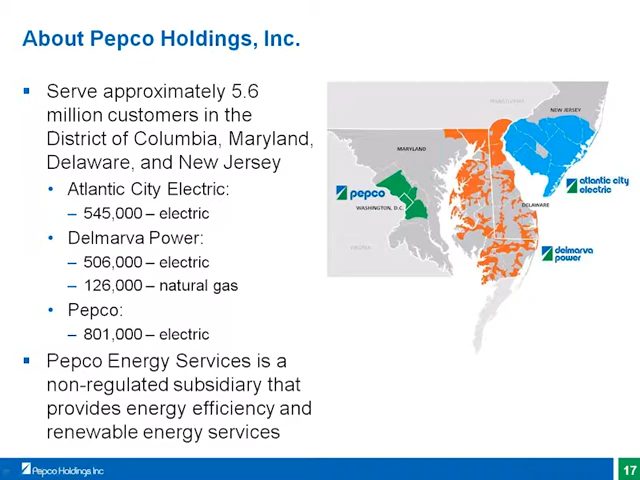 About Pepco Holdings, Inc.
▪ Serve approximately 5.6
million customers in the
District of Columbia, Maryland,
Delaware, and New Jersey
• Atlantic City Electric:
– 545,000 – electric
• Delmarva Power:
– 506,000 – electric
– 126,000 – natural gas
• Pepco:
– 801,000 – electric
▪ Pepco Energy Services is a
non-regulated subsidiary that
provides energy efficiency and
renewable energy services
NEW JERSEY
MARYLAND
atlantic city
electric
pepco
WASHINGTON, D.C.
DELAWARE
delmarva
power
Pepco Holdings Inc
17